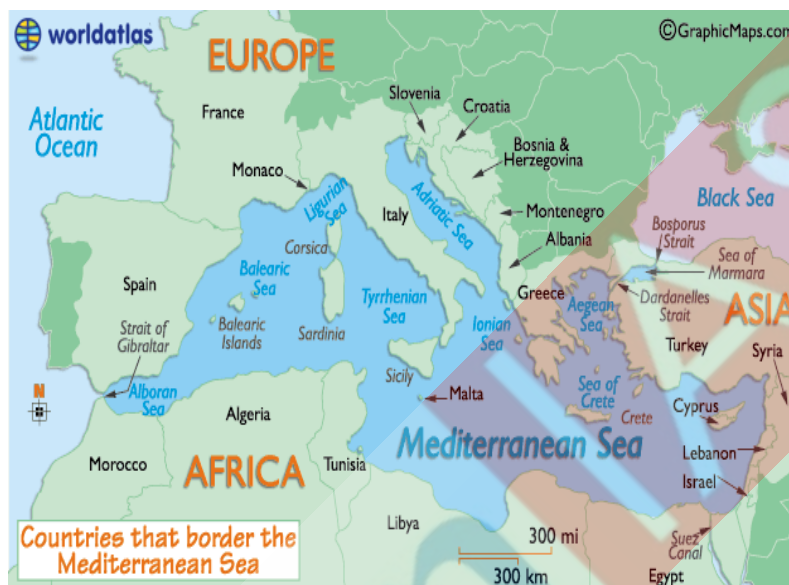 worldatlas
©GraphicMaps.com
EUROPE
Slovenia
Croatia
France
Atlantic
Ocean
Bosnia &
Herzegovina
Monaco
Ligurian
Sea
Adriatic Sea
Black Sea
Italy
Montenegro
Bosporus
Strait
Albania
Corsica
Sea of
Marmara
Balearic
Sea
Spain
Greece
Tyrrhenian
Sea
Aegean
Sea
Dardanelles
Strait
ASIA
Strait of
Gibraltar
Balearic
Islands
Sardinia
Ionian
Sea
Turkey
Syria
Sicily
N
Alboran
Sea
Malta
Sea of
Crete
Crete
Cyprus
Algeria
Mediterranean Sea
Lebanon
Morocco
AFRICA
Tunisia
Israel
Countries that border the
Mediterranean Sea
Libya
300 mi
300 km
Suez
Canal
Egypt